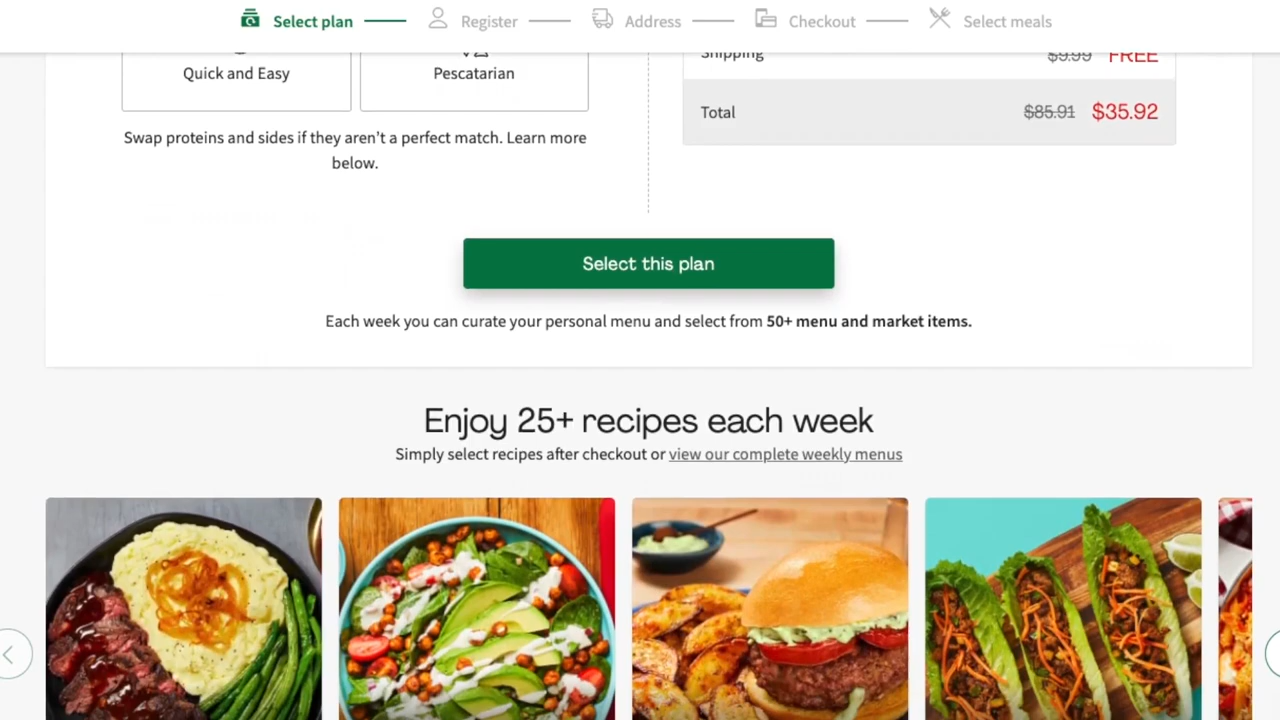 Select plan
Register
Address
Checkout
Select meals
Shipping
$9.99 FREE
Quick and Easy
Pescatarian
Total
$85.91 $35.92
Swap proteins and sides if they aren't a perfect match. Learn more
below.
Select this plan
Each week you can curate your personal menu and select from 50+ menu and market items.
Enjoy 25+ recipes each week
Simply select recipes after checkout or view our complete weekly menus